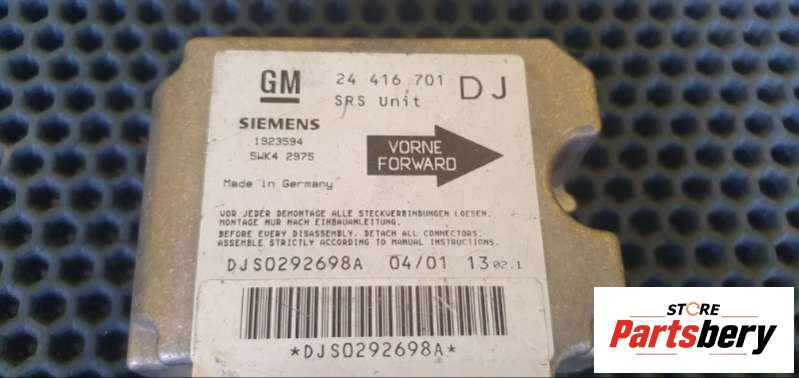 GM 24 416 701 DJ
SRS Unit
SIEMENS
1923594
5WK4 2975
VORNE
FORWARD
Made in Germany
VOR JEDER DEMONTAGE ALLE STECKVERBINDUNGEN LOESEN.
MONTAGE NUR NACH EINBAUANLEITUNG.
BEFORE EVERY DISASSEMBLY, DETACH ALL CONNECTORS.
ASSEMBLE STRICTLY ACCORDING TO MANUAL INSTRUCTIONS.
DJS0292698A 04/01 13 02.1
*DJS0292698A*
STORE
Partsbery